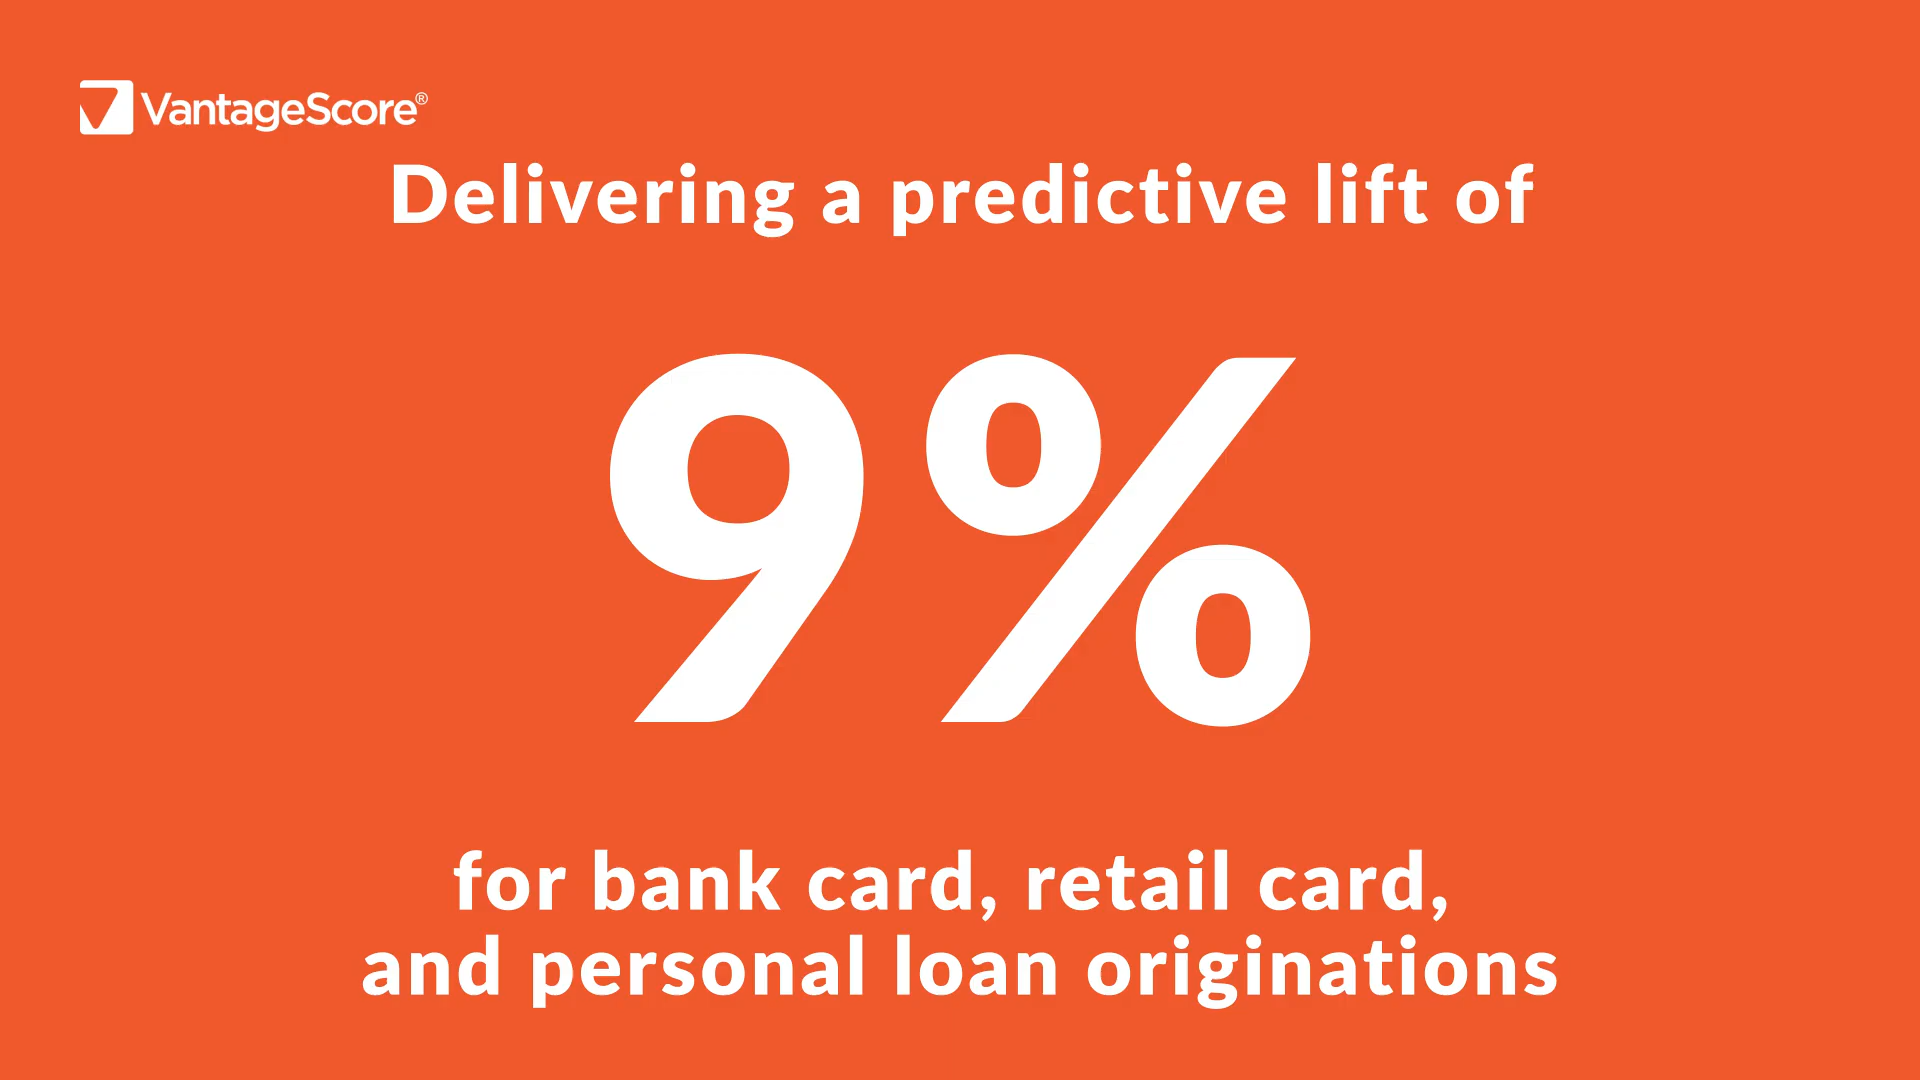 VantageScore®
Delivering a predictive lift of
9%
for bank card, retail card,
and personal loan originations